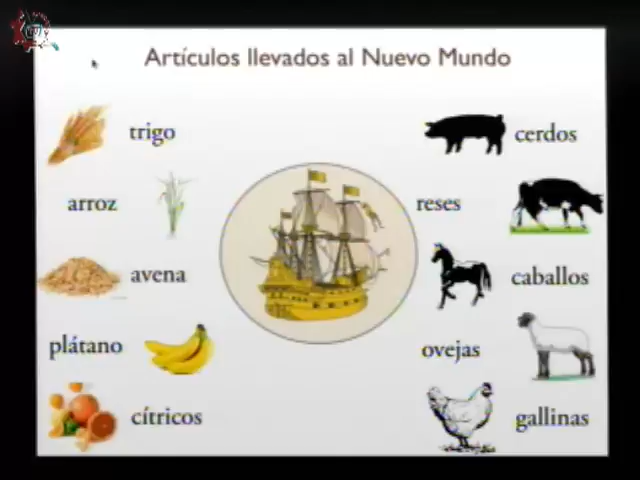 Artículos llevados al Nuevo Mundo
trigo
arroz
avena
plátano
cítricos
cerdos
reses
caballos
ovejas
gallinas